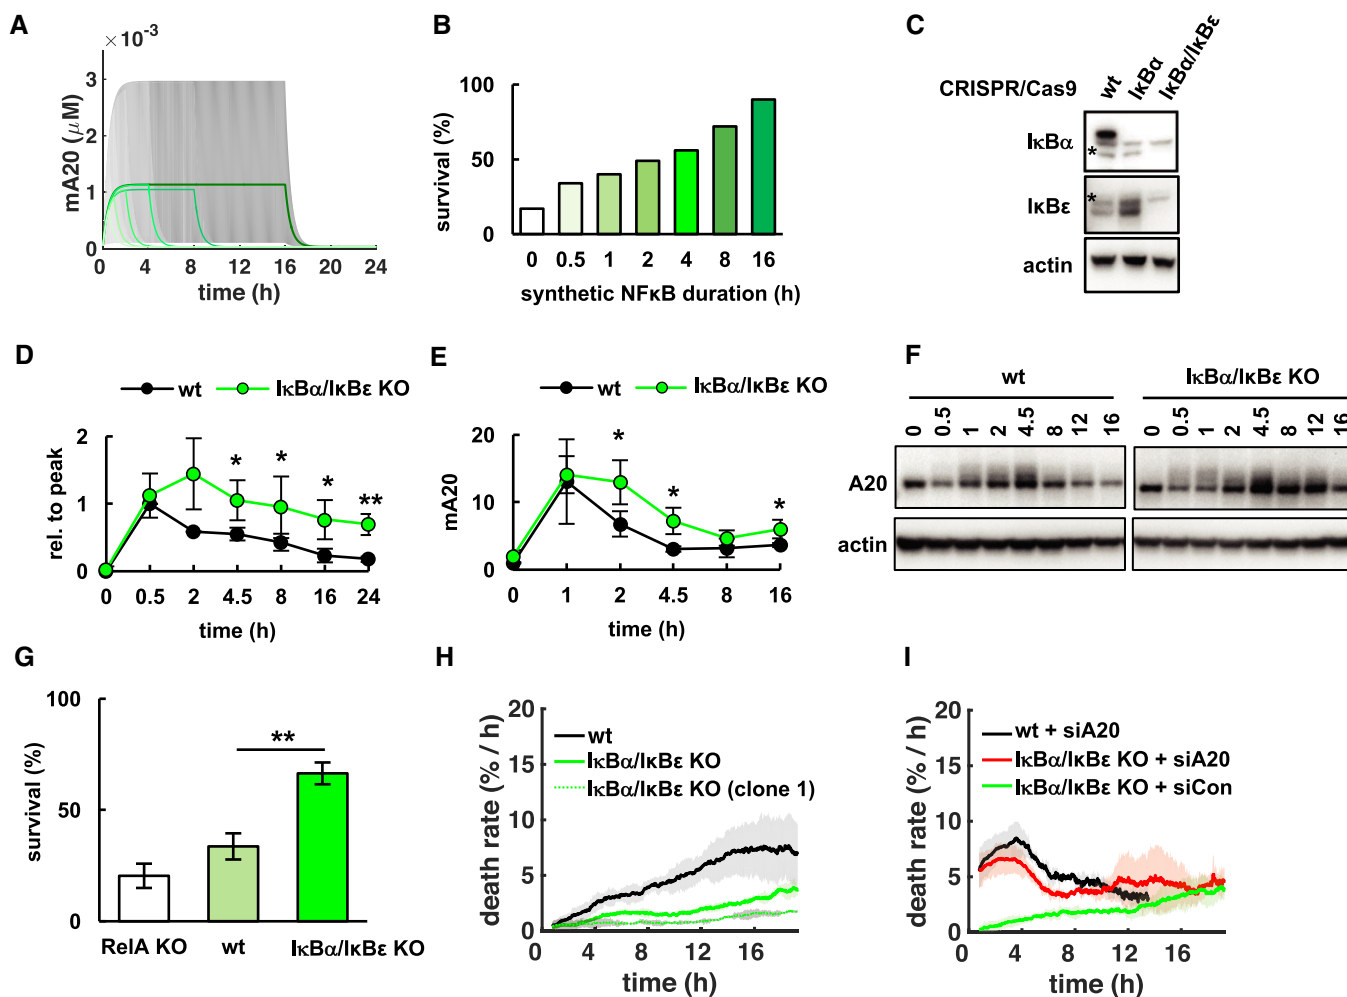 A
× 10⁻³
3
2
1
0
mA20 (μM)
0 4 8 12 16 20 24
time (h)
B
100
50
0
survival (%)
0 0.5 1 2 4 8 16
synthetic NFκB duration (h)
C
CRISPR/Cas9
wt
IκBα
IκBα/IκBε
IκBα
*
IκBε
*
actin
D
wt IκBα/IκBε KO
2
1
0
rel. to peak
* * * **
0 0.5 2 4.5 8 16 24
time (h)
E
wt IκBα/IκBε KO
20
10
0
mA20
* * *
0 1 2 4.5 8 16
time (h)
F
wt IκBα/IκBε KO
0 0.5 1 2 4.5 8 12 16 0 0.5 1 2 4.5 8 12 16
A20
actin
G
100
50
0
survival (%)
**
RelA KO wt IκBα/IκBε KO
H
20
15
10
5
0
death rate (% / h)
wt
IκBα/IκBε KO
IκBα/IκBε KO (clone 1)
0 4 8 12 16
time (h)
I
20
15
10
5
0
death rate (% / h)
wt + siA20
IκBα/IκBε KO + siA20
IκBα/IκBε KO + siCon
0 4 8 12 16
time (h)